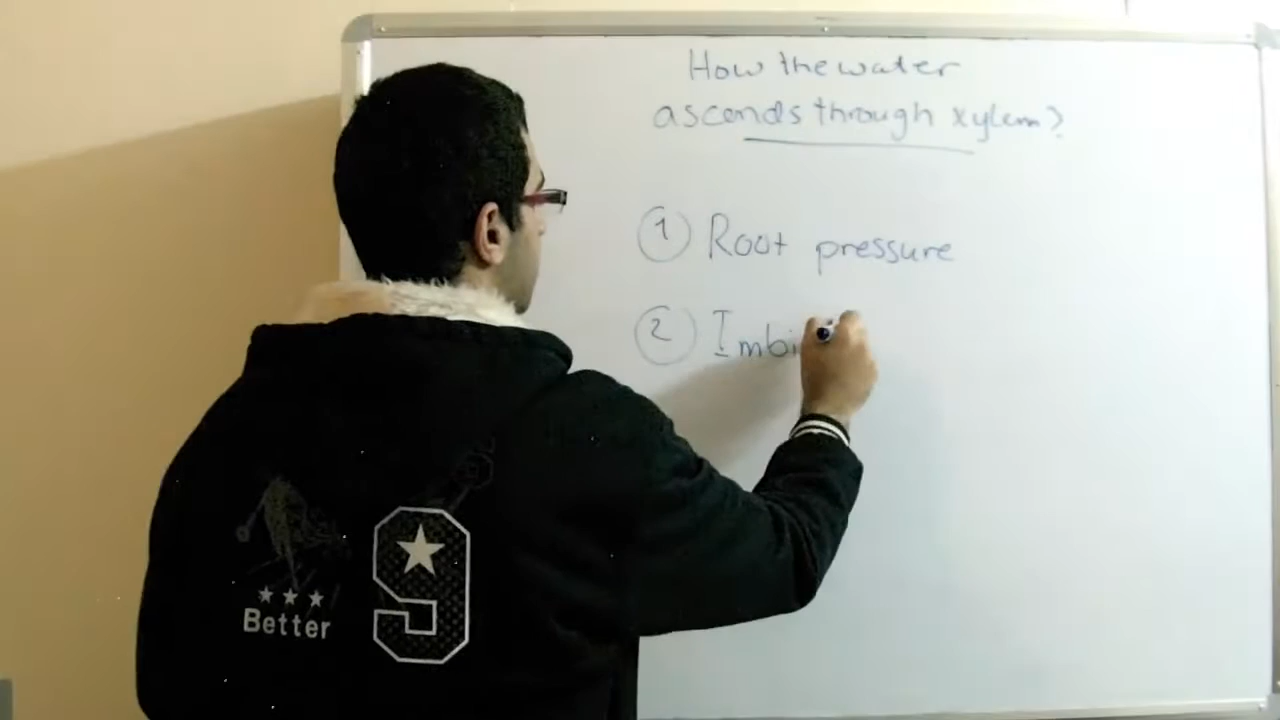 How the water
ascends through xylem?
1 Root pressure
2 Imbi
9
Better